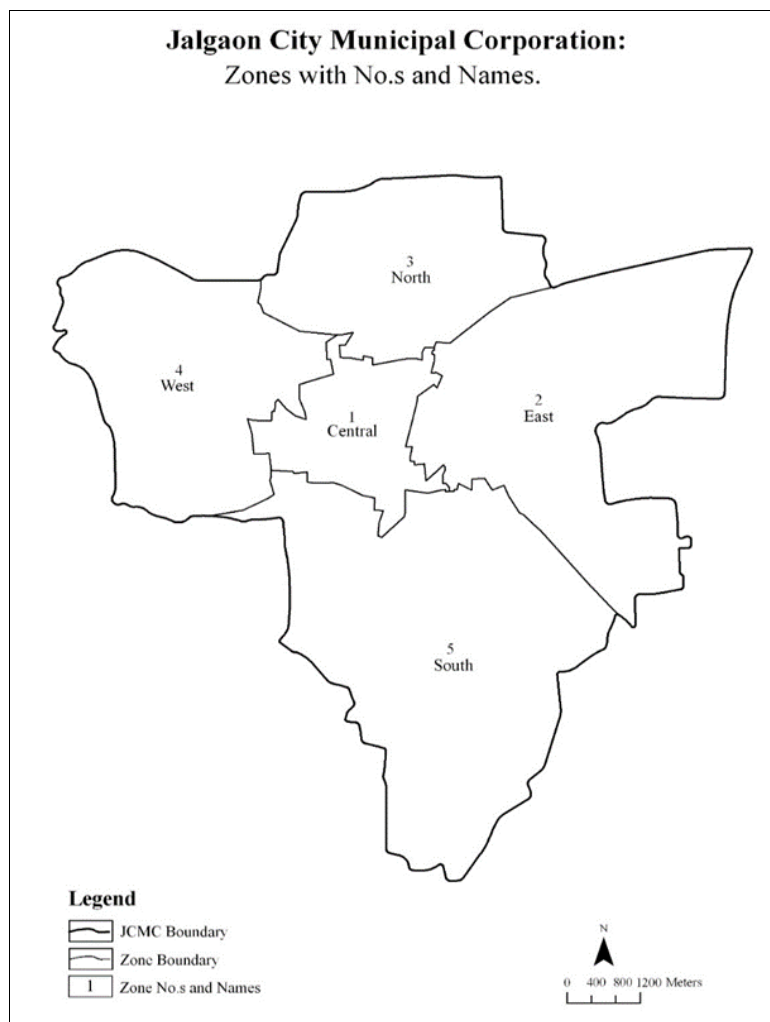 Jalgaon City Municipal Corporation:
Zones with No.s and Names.
3
North
4
West
1
Central
2
East
5
South
Legend
JCMC Boundary
Zone Boundary
1 Zone No.s and Names
N
0 400 800 1200 Meters